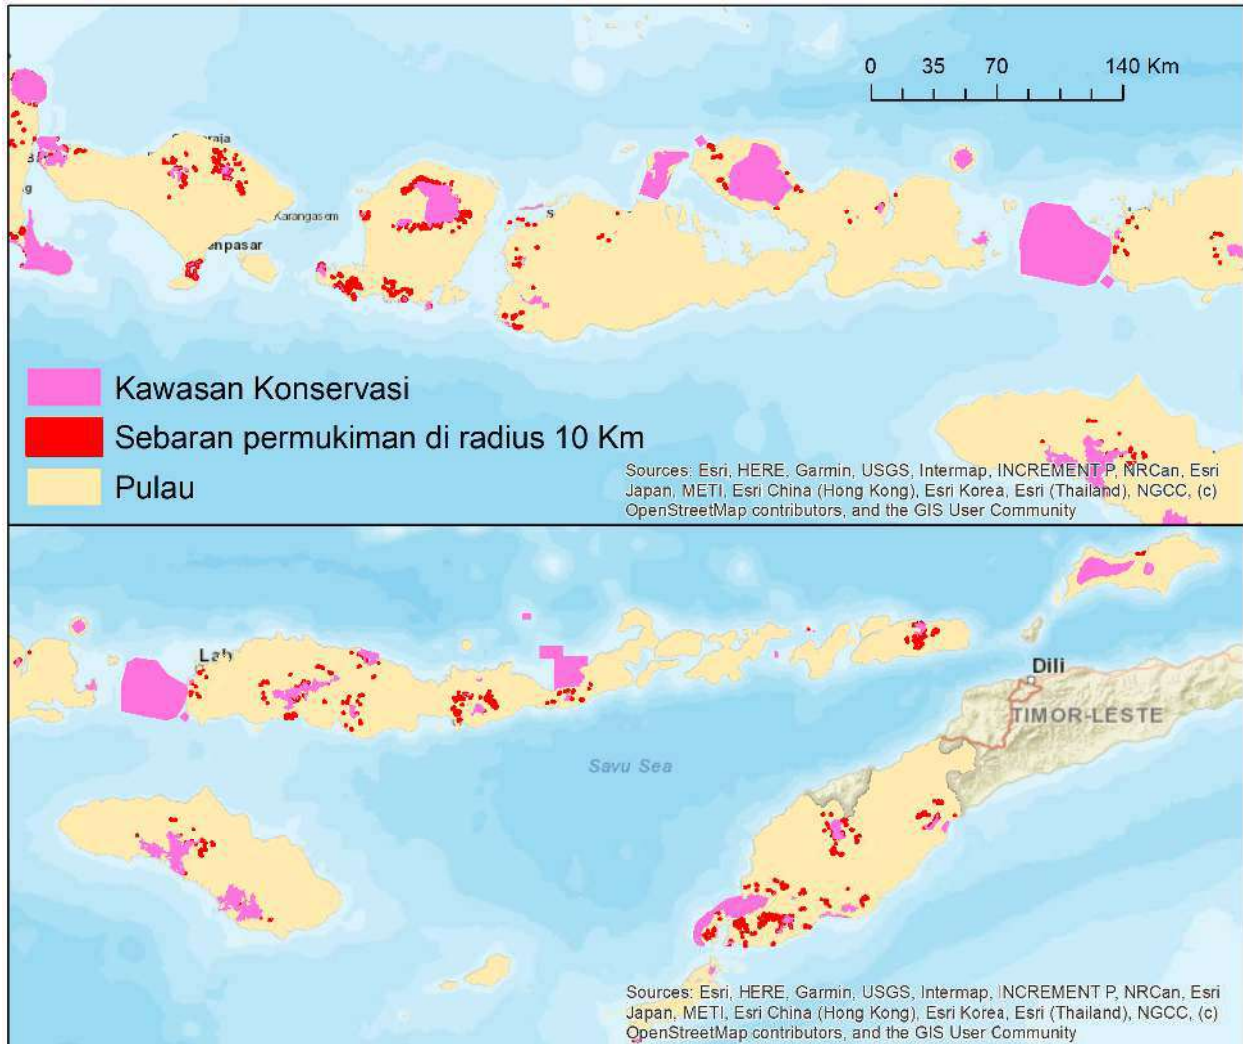 0 35 70 140 Km
Karangasem
enpasar
Kawasan Konservasi
Sebaran permukiman di radius 10 Km
Pulau
Sources: Esri, HERE, Garmin, USGS, Intermap, INCREMENT P, NRCan, Esri
Japan, METI, Esri China (Hong Kong), Esri Korea, Esri (Thailand), NGCC, (c)
OpenStreetMap contributors, and the GIS User Community
Lab
Dili
TIMOR-LESTE
Savu Sea
Sources: Esri, HERE, Garmin, USGS, Intermap, INCREMENT P, NRCan, Esri
Japan, METI, Esri China (Hong Kong), Esri Korea, Esri (Thailand), NGCC, (c)
OpenStreetMap contributors, and the GIS User Community